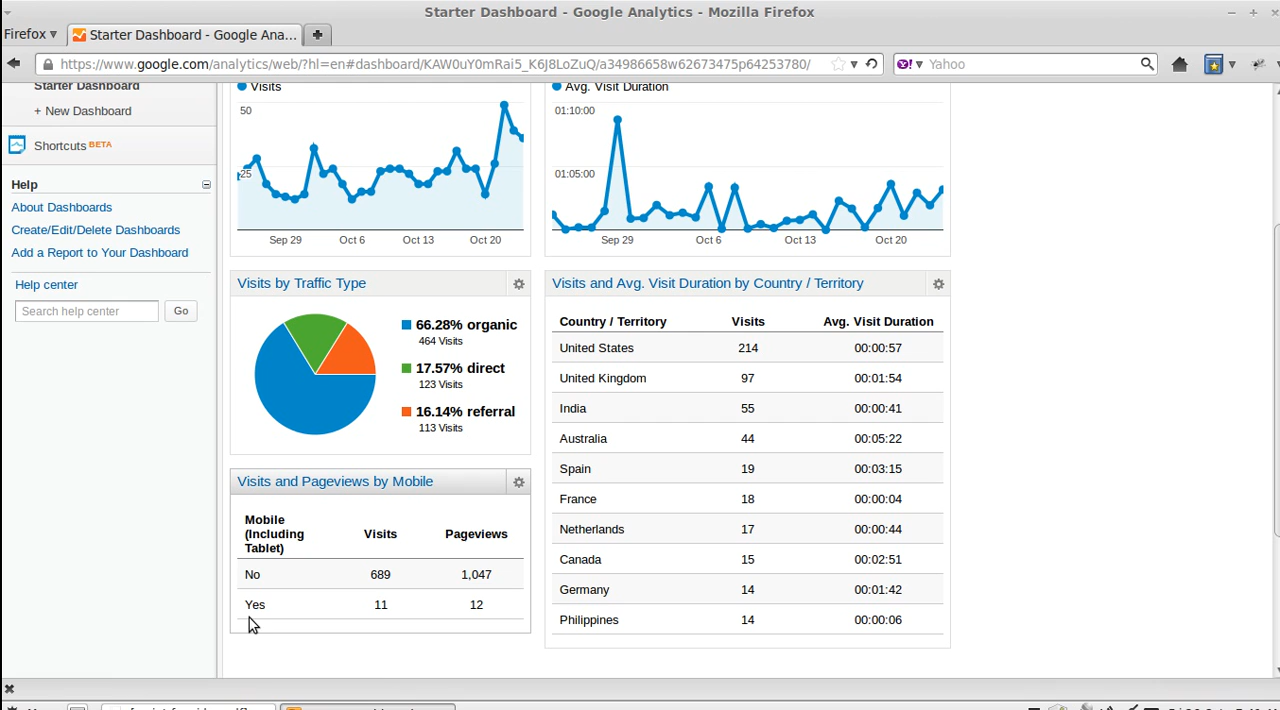 Starter Dashboard - Google Analytics - Mozilla Firefox
Firefox
Starter Dashboard - Google Ana...
https://www.google.com/analytics/web/?hl=en#dashboard/KAW0uY0mRa-5_K6J8LoZuQ/a34986658w62673475p64253780/
Yahoo
Starter Dashboard
+ New Dashboard
Shortcuts BETA
Help
About Dashboards
Create/Edit/Delete Dashboards
Add a Report to Your Dashboard
Help center
Search help center
Go
Visits
50
25
Sep 29 Oct 6 Oct 13 Oct 20
Avg. Visit Duration
01:10:00
01:05:00
Sep 29 Oct 6 Oct 13 Oct 20
Visits by Traffic Type
66.28% organic
464 Visits
17.57% direct
123 Visits
16.14% referral
113 Visits
Visits and Pageviews by Mobile
Mobile (Including Tablet) Visits Pageviews
No 689 1,047
Yes 11 12
Visits and Avg. Visit Duration by Country / Territory
Country / Territory Visits Avg. Visit Duration
United States 214 00:00:57
United Kingdom 97 00:01:54
India 55 00:00:41
Australia 44 00:05:22
Spain 19 00:03:15
France 18 00:00:04
Netherlands 17 00:00:44
Canada 15 00:02:51
Germany 14 00:01:42
Philippines 14 00:00:06